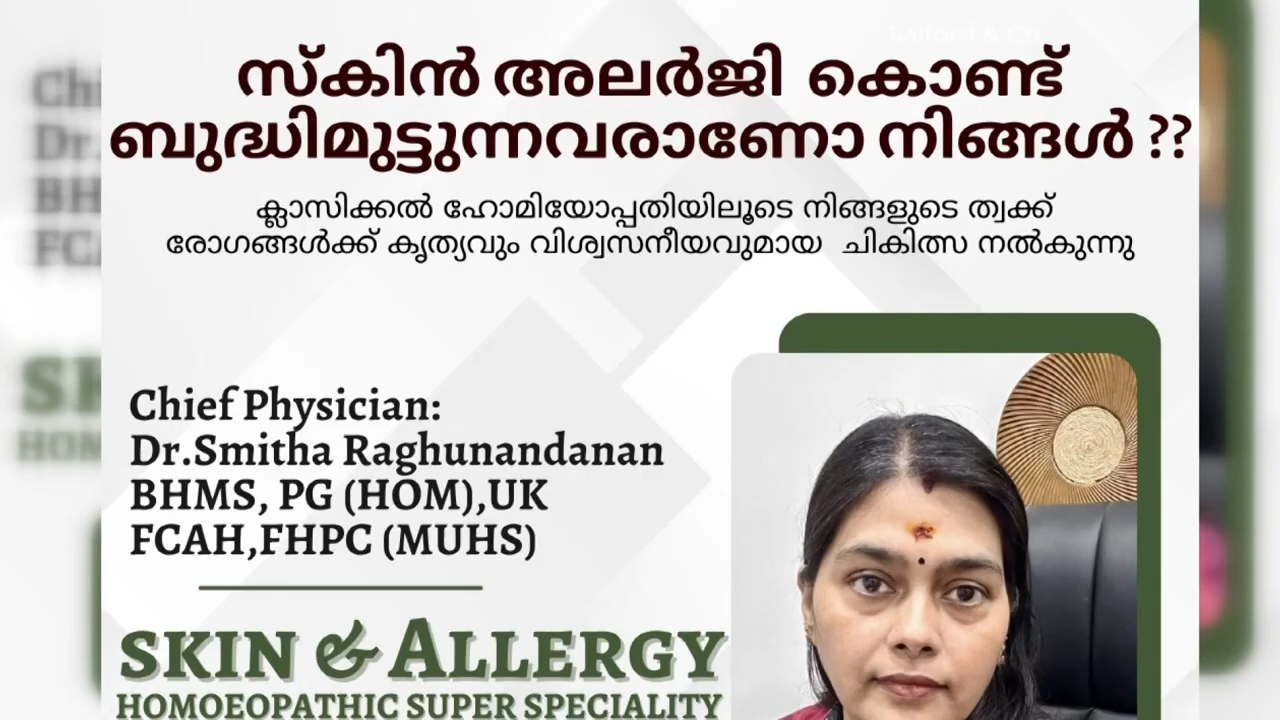 സ്കിൻ അലർജി കൊണ്ട്
ബുദ്ധിമുട്ടുന്നവരാണോ നിങ്ങൾ ??
ക്ലാസിക്കൽ ഹോമിയോപ്പതിയിലൂടെ നിങ്ങളുടെ ത്വക്ക്
രോഗങ്ങൾക്ക് കൃത്യവും വിശ്വസനീയവുമായ ചികിത്സ നൽകുന്നു
Chief Physician:
Dr.Smitha Raghunandanan
BHMS, PG (HOM),UK
FCAH,FHPC (MUHS)
SKIN & ALLERGY
HOMOEOPATHIC SUPER SPECIALITY